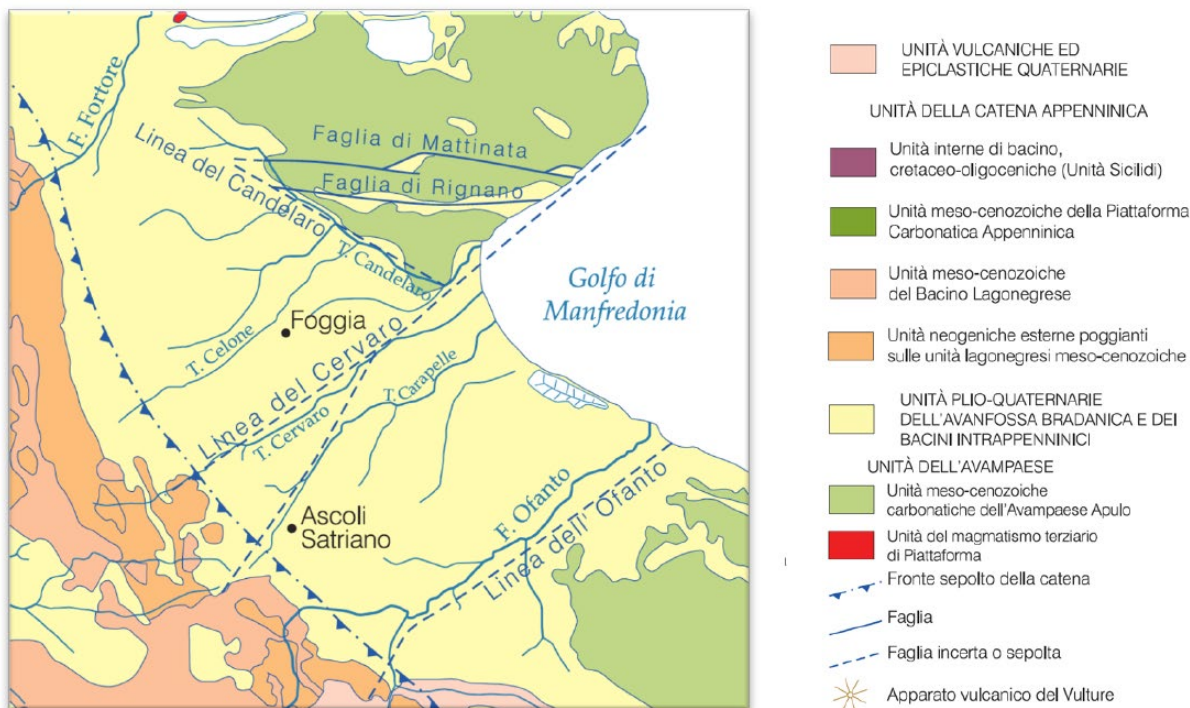 F. Fortore
Linea del Candelaro
Faglia di Mattinata
Faglia di Rignano
T. Candelaro
Golfo di
Manfredonia
Foggia
T. Celone
Linea del Cervaro
T. Cervaro
T. Carapelle
Ascoli
Satriano
F. Ofanto
Linea dell'Ofanto
UNITÀ VULCANICHE ED
EPICLASTICHE QUATERNARIE
UNITÀ DELLA CATENA APPENNINICA
Unità interne di bacino,
cretaceo-oligoceniche (Unità Sicilidi)
Unità meso-cenozoiche della Piattaforma
Carbonatica Appenninica
Unità meso-cenozoiche
del Bacino Lagonegrese
Unità neogeniche esterne poggianti
sulle unità lagonegresi meso-cenozoiche
UNITÀ PLIO-QUATERNARIE
DELL'AVANFOSSA BRADANICA E DEI
BACINI INTRAPPENNINICI
UNITÀ DELL'AVAMPAESE
Unità meso-cenozoiche
carbonatiche dell'Avampaese Apulo
Unità del magmatismo terziario
di Piattaforma
Fronte sepolto della catena
Faglia
Faglia incerta o sepolta
Apparato vulcanico del Vulture